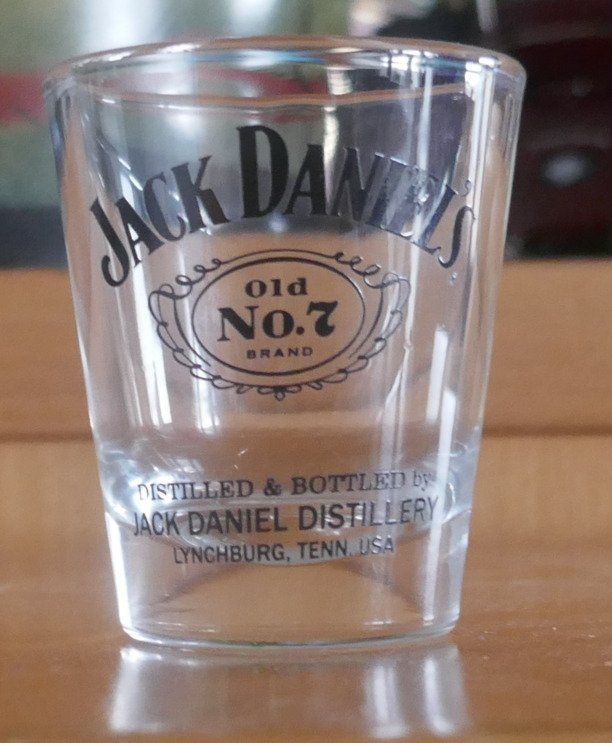 JACK DANIEL'S
Old
No.7
BRAND
DISTILLED & BOTTLED by
JACK DANIEL DISTILLERY
LYNCHBURG, TENN. USA